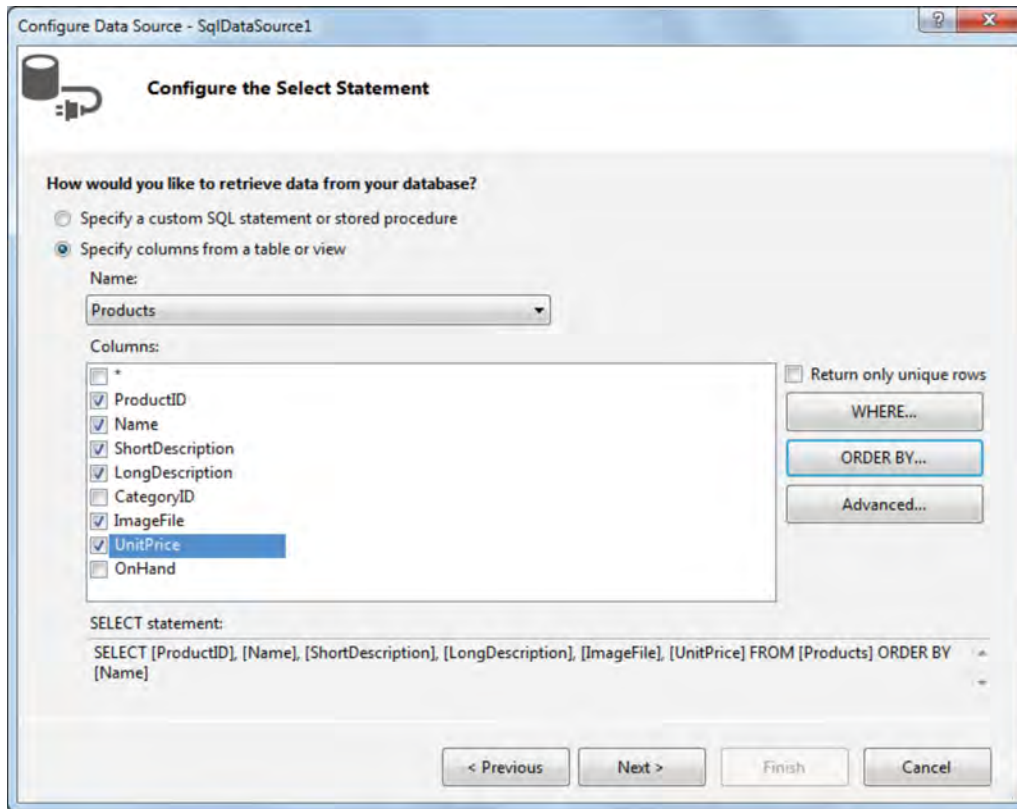 Configure Data Source - SqlDataSource1
?
Configure the Select Statement
How would you like to retrieve data from your database?
Specify a custom SQL statement or stored procedure
Specify columns from a table or view
Name:
Products
Columns:
*
ProductID
Name
ShortDescription
LongDescription
CategoryID
ImageFile
UnitPrice
OnHand
Return only unique rows
WHERE...
ORDER BY...
Advanced...
SELECT statement:
SELECT [ProductID], [Name], [ShortDescription], [LongDescription], [ImageFile], [UnitPrice] FROM [Products] ORDER BY
[Name]
< Previous
Next >
Finish
Cancel